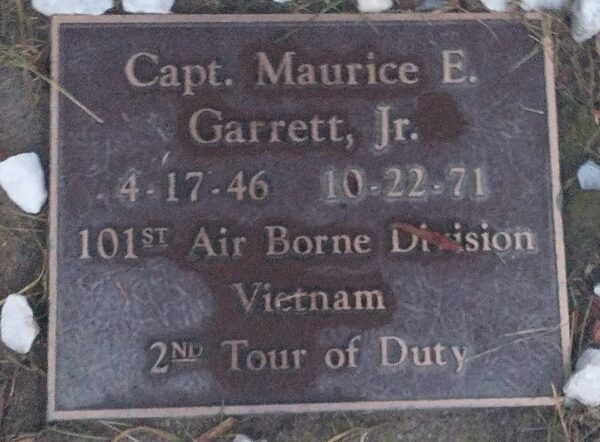 Capt. Maurice E.
Garrett, Jr.
4-17-46 10-22-71
101ST Air Borne Division
Vietnam
2ND Tour of Duty